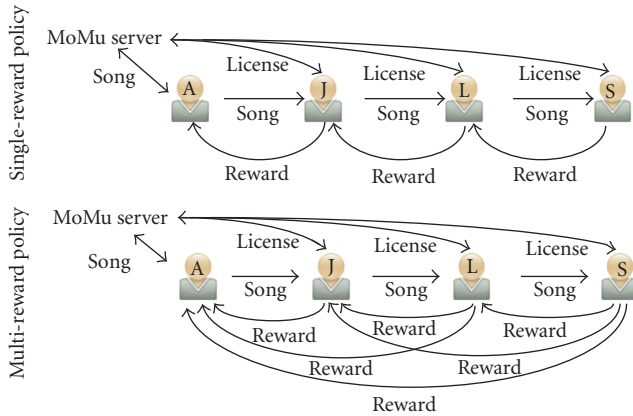 Single-reward policy
MoMu server
Song
License
License
License
A
J
L
S
Song
Song
Song
Reward
Reward
Reward
Multi-reward policy
MoMu server
Song
License
License
License
A
J
L
S
Song
Song
Song
Reward
Reward
Reward
Reward
Reward
Reward